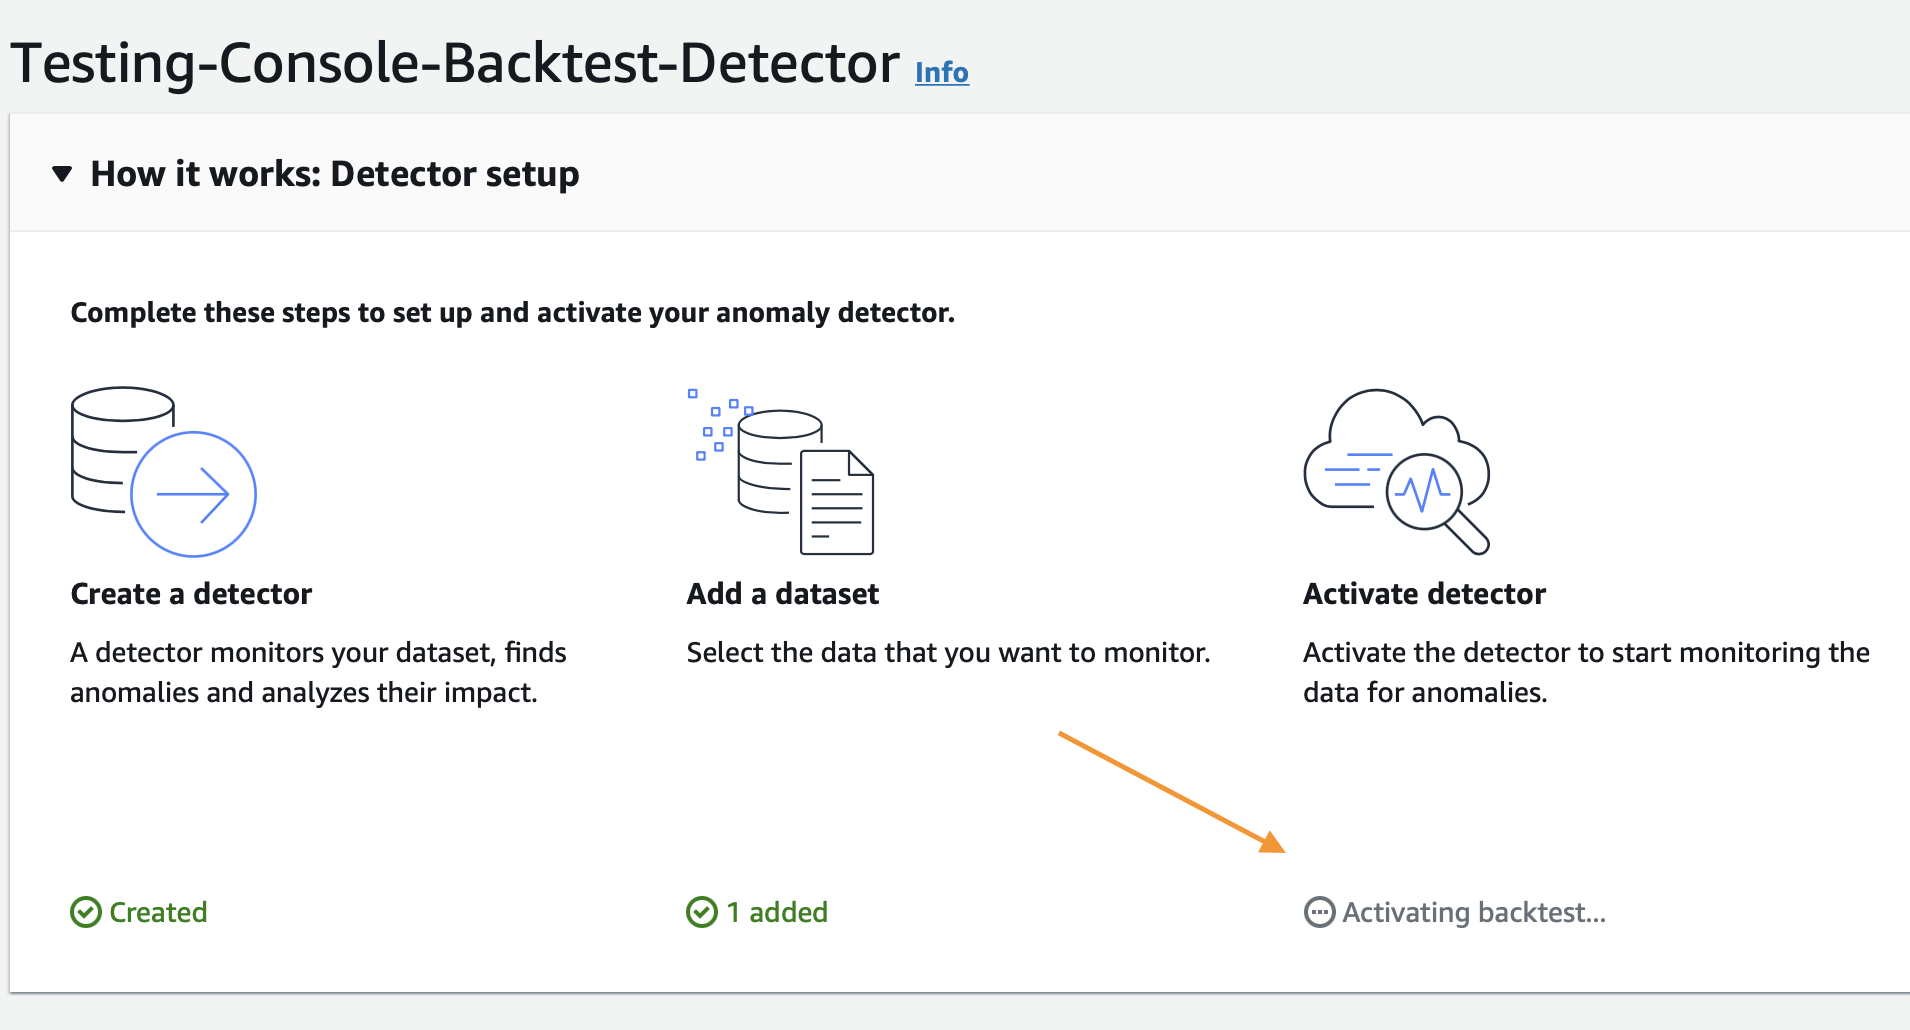 Testing-Console-Backtest-Detector Info
How it works: Detector setup
Complete these steps to set up and activate your anomaly detector.
Create a detector
A detector monitors your dataset, finds
anomalies and analyzes their impact.
Created
Add a dataset
Select the data that you want to monitor.
1 added
Activate detector
Activate the detector to start monitoring the
data for anomalies.
Activating backtest...